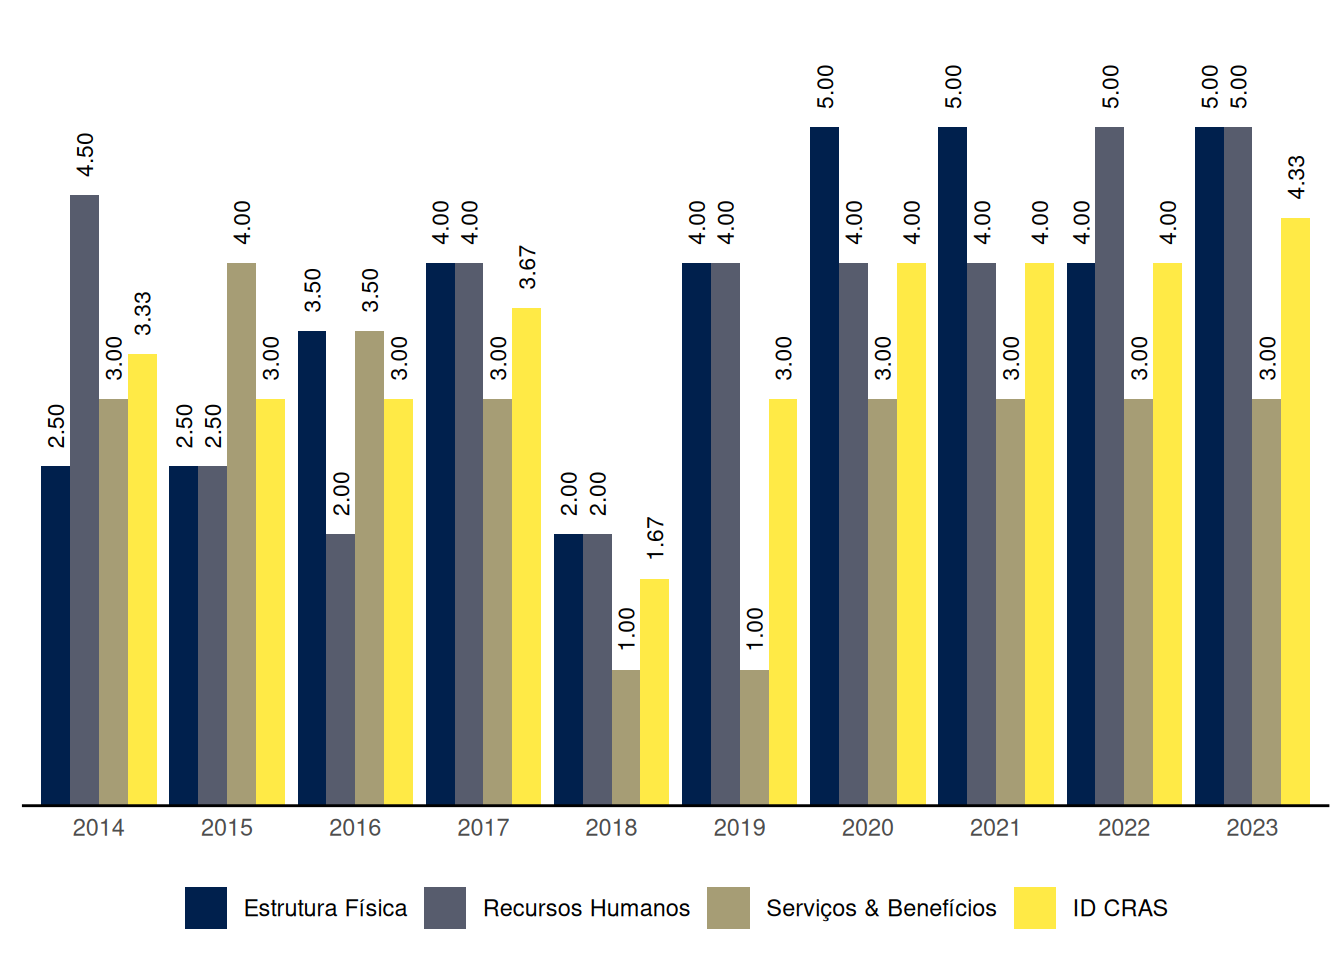 2.50 4.50 3.00 3.33
2.50 2.50 4.00 3.00
3.50 2.00 3.50 3.00
4.00 4.00 3.00 3.67
2.00 2.00 1.00 1.67
4.00 4.00 1.00 3.00
5.00 4.00 3.00 4.00
5.00 4.00 3.00 4.00
4.00 5.00 3.00 4.00
5.00 5.00 3.00 4.33
2014 2015 2016 2017 2018 2019 2020 2021 2022 2023
Estrutura Física Recursos Humanos Serviços & Benefícios ID CRAS